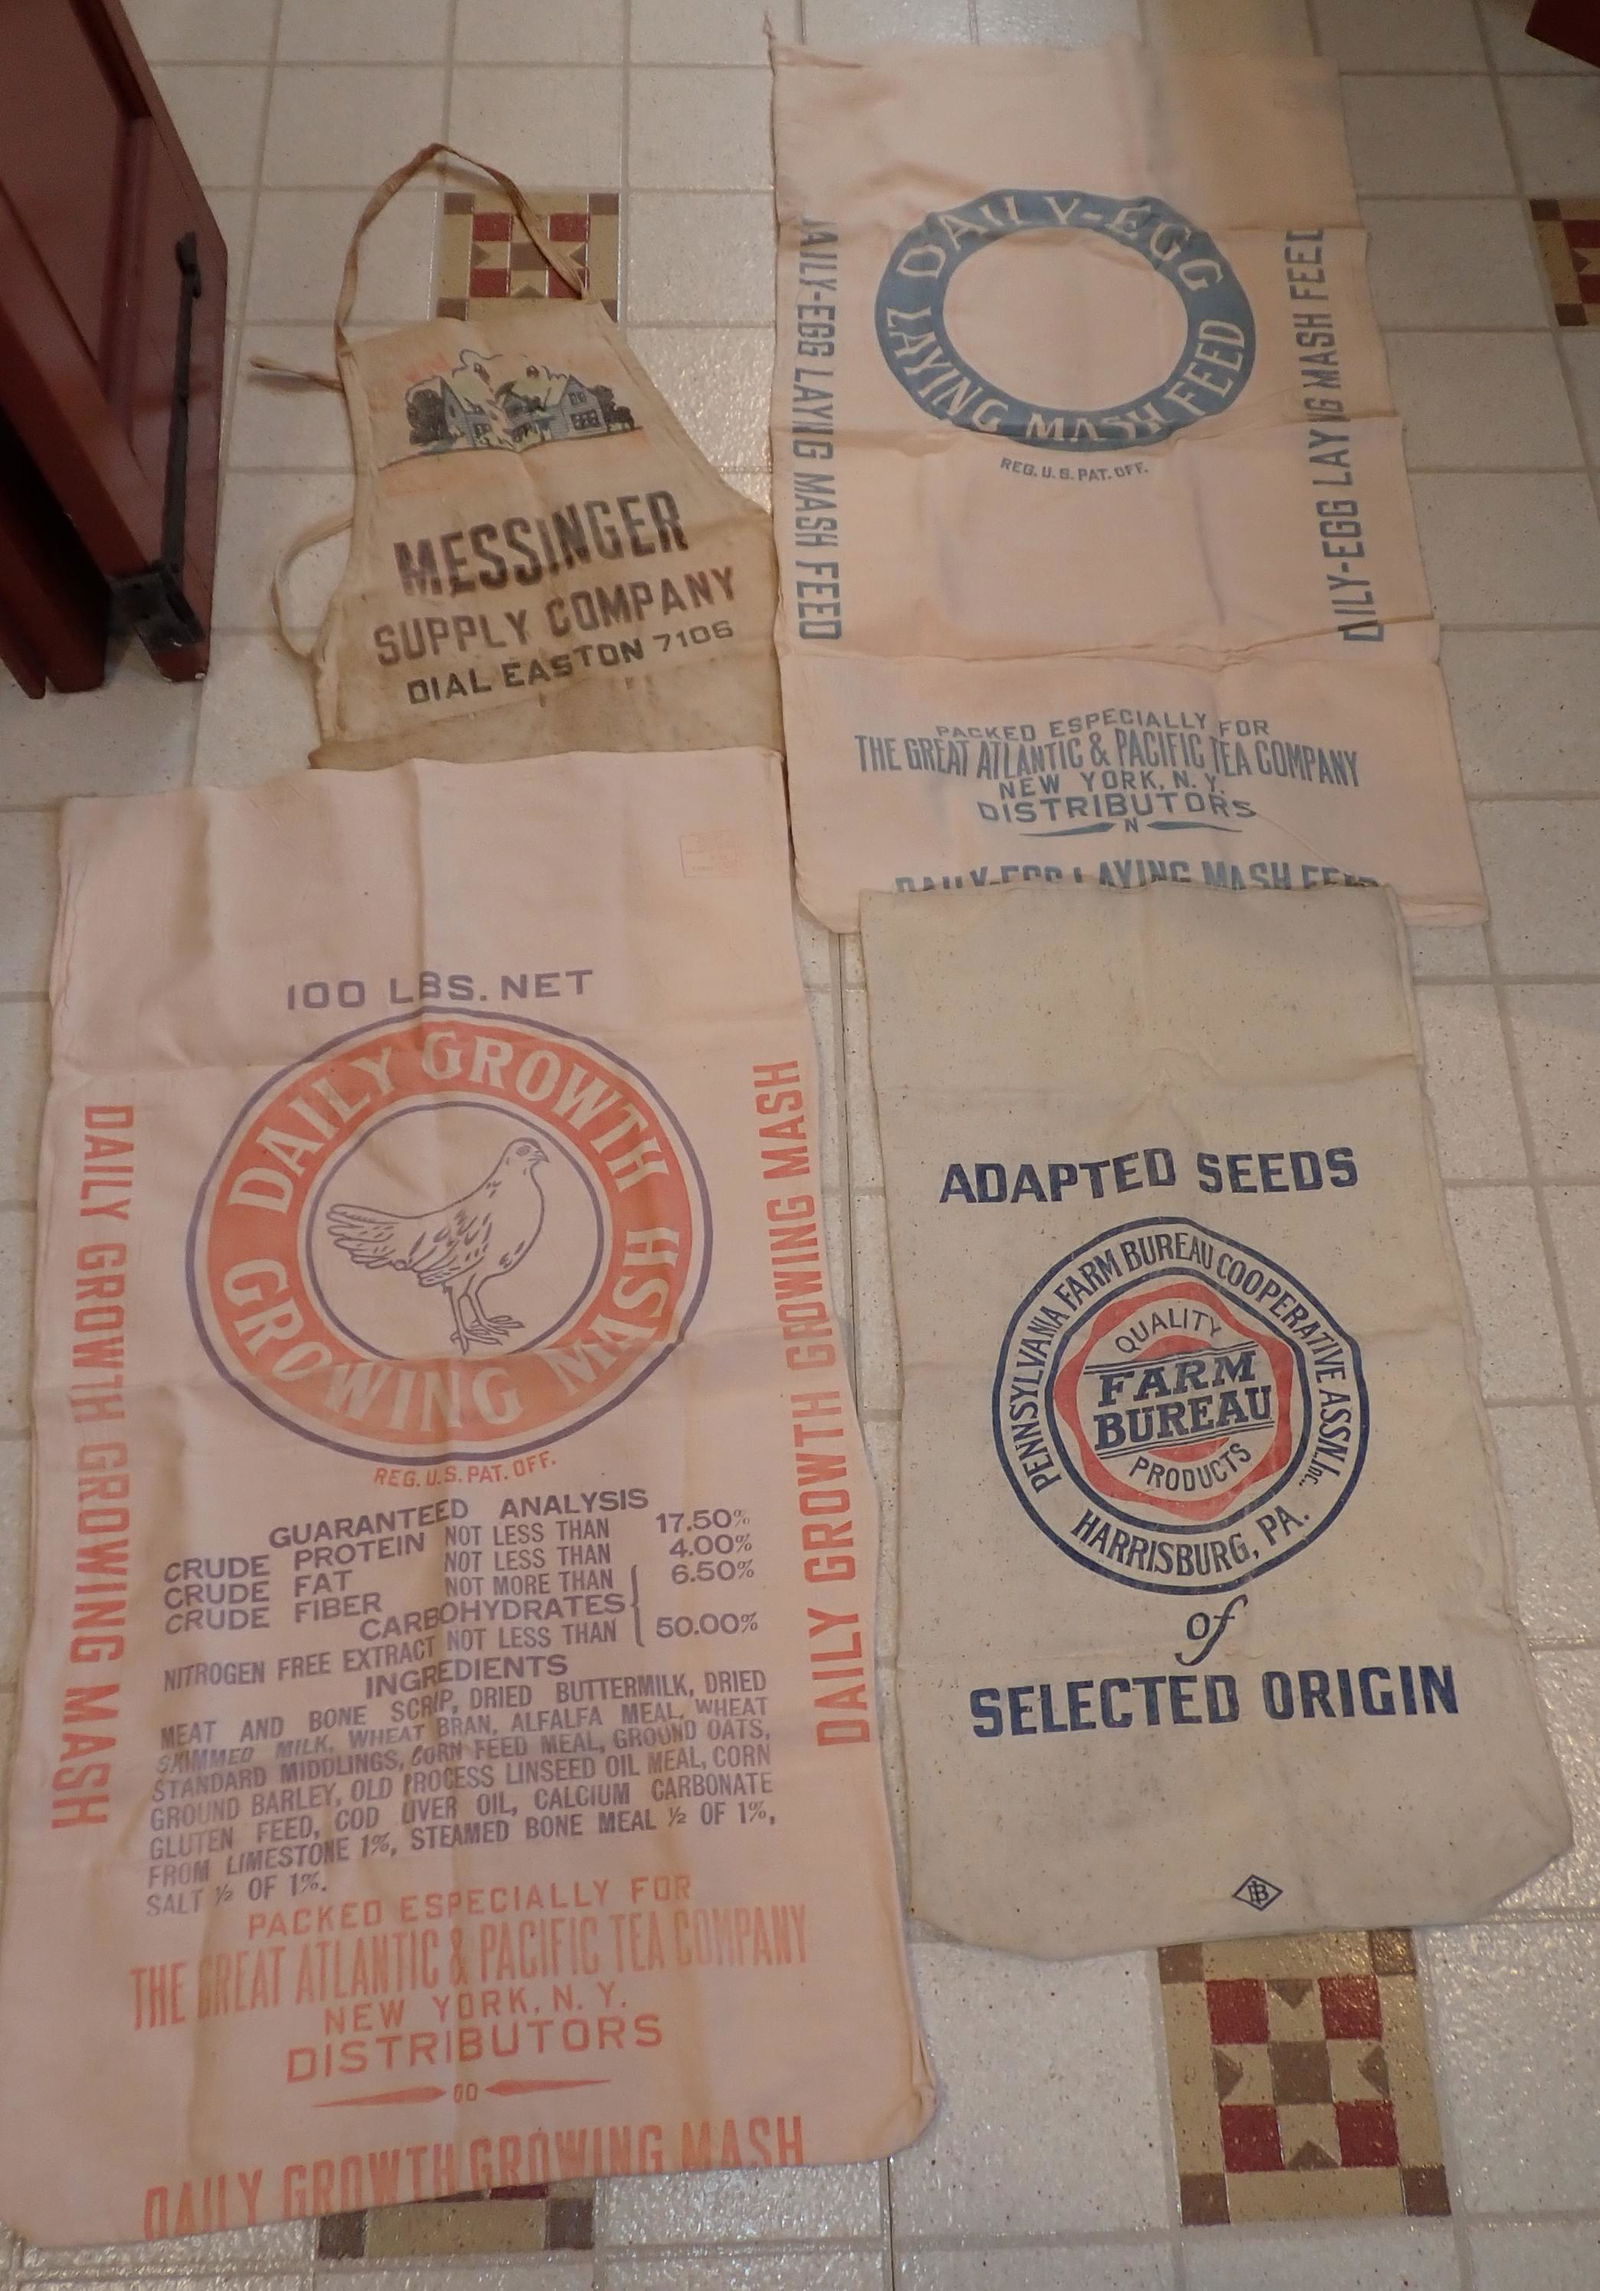 MESSINGER
SUPPLY COMPANY
DIAL EASTON 7106
DAILY-EGG
LAYING MASH FEED
REG. U.S. PAT. OFF.
AILY-EGG LAYING MASH FEED
AILY-EGG LAYING MASH FEED
PACKED ESPECIALLY FOR
THE GREAT ATLANTIC & PACIFIC TEA COMPANY
NEW YORK, N.Y.
DISTRIBUTORS
N
DAILY-EGG LAYING MASH FEED
100 LBS. NET
DAILY GROWTH
GROWING MASH
REG. U.S. PAT. OFF.
DAILY GROWTH GROWING MASH
DAILY GROWTH GROWING MASH
GUARANTEED ANALYSIS
CRUDE PROTEIN NOT LESS THAN 17.50%
CRUDE FAT NOT LESS THAN 4.00%
CRUDE FIBER NOT MORE THAN 6.50%
CARBOHYDRATES
NITROGEN FREE EXTRACT NOT LESS THAN 50.00%
INGREDIENTS
MEAT AND BONE SCRIP, DRIED BUTTERMILK, DRIED
SKIMMED MILK, WHEAT BRAN, ALFALFA MEAL, WHEAT
STANDARD MIDDLINGS, CORN FEED MEAL, GROUND OATS,
GROUND BARLEY, OLD PROCESS LINSEED OIL MEAL, CORN
GLUTEN FEED, COD LIVER OIL, CALCIUM CARBONATE
FROM LIMESTONE 1%, STEAMED BONE MEAL ½ OF 1%,
SALT ½ OF 1%.
PACKED ESPECIALLY FOR
THE GREAT ATLANTIC & PACIFIC TEA COMPANY
NEW YORK, N.Y.
DISTRIBUTORS
DAILY GROWTH GROWING MASH
ADAPTED SEEDS
PENNSYLVANIA FARM BUREAU COOPERATIVE ASSN. Inc.,
HARRISBURG, PA.
QUALITY
FARM
BUREAU
PRODUCTS
of
SELECTED ORIGIN